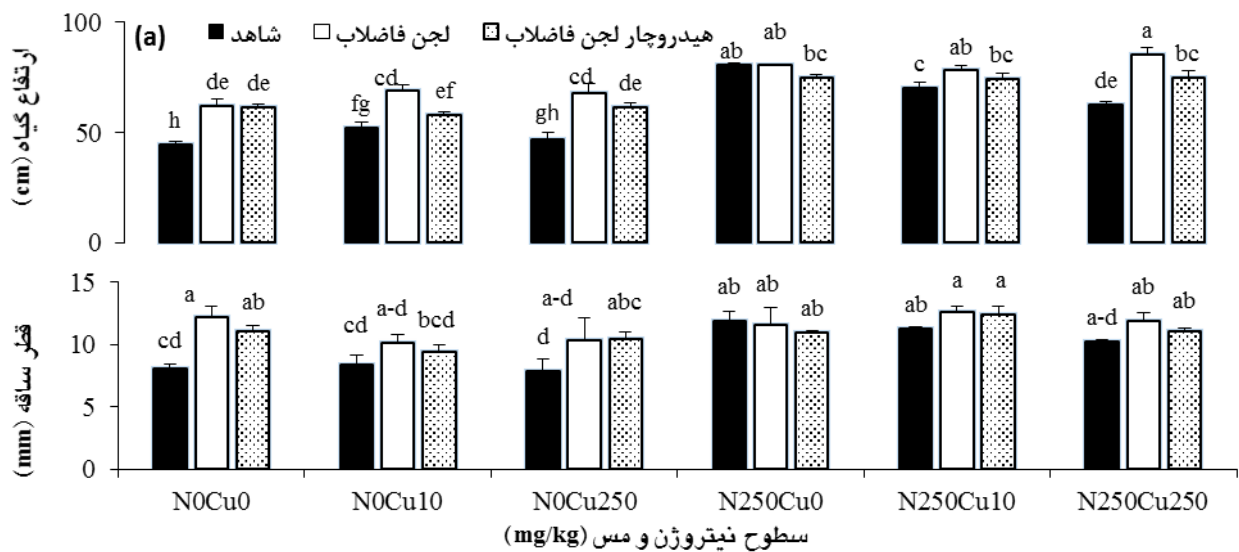 (a) شاهد لجن فاضلاب هیدروچار لجن فاضلاب
ارتفاع گیاه (cm)
100
50
0
h de de fg cd ef gh cd de ab ab bc c ab bc de a bc
قطر ساقه (mm)
15
10
5
0
cd a ab cd a-d bcd d a-d abc ab ab ab ab a a a-d ab ab
N0Cu0 N0Cu10 N0Cu250 N250Cu0 N250Cu10 N250Cu250
سطوح نیتروژن و مس (mg/kg)